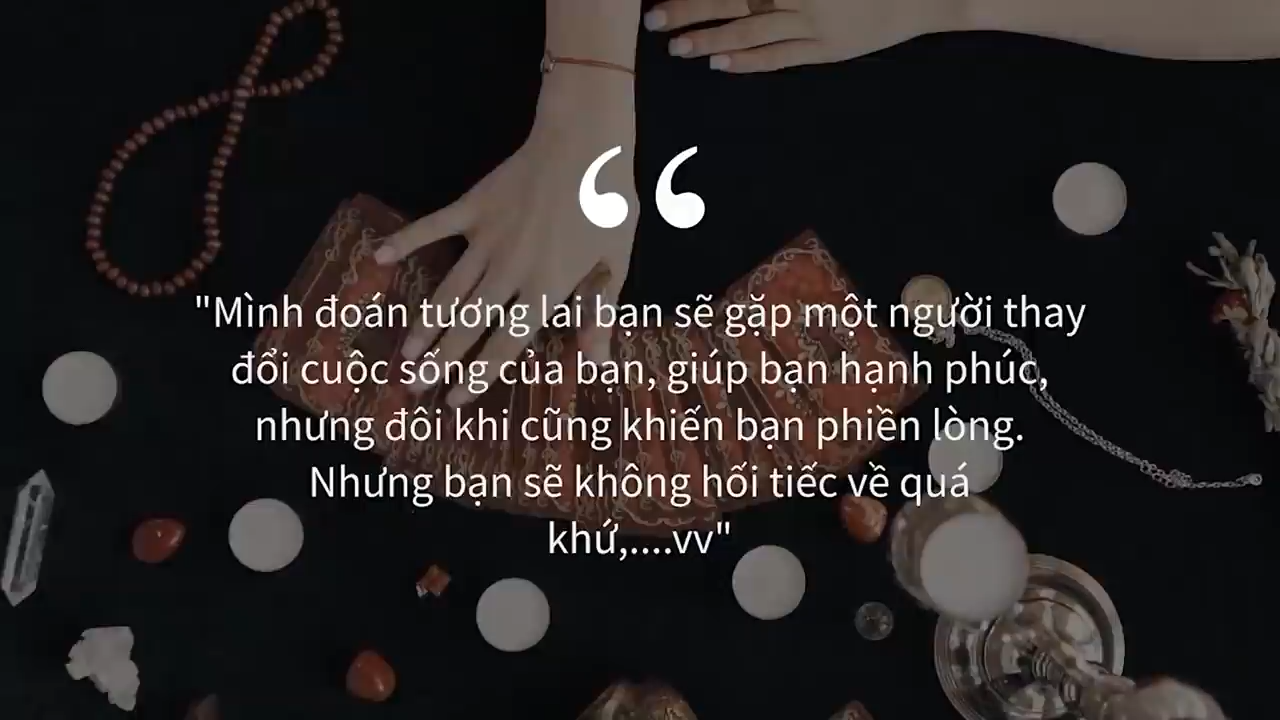 “
"Mình đoán tương lai bạn sẽ gặp một người thay
đổi cuộc sống của bạn, giúp bạn hạnh phúc,
nhưng đôi khi cũng khiến bạn phiền lòng.
Nhưng bạn sẽ không hối tiếc về quá
khứ,....vv"